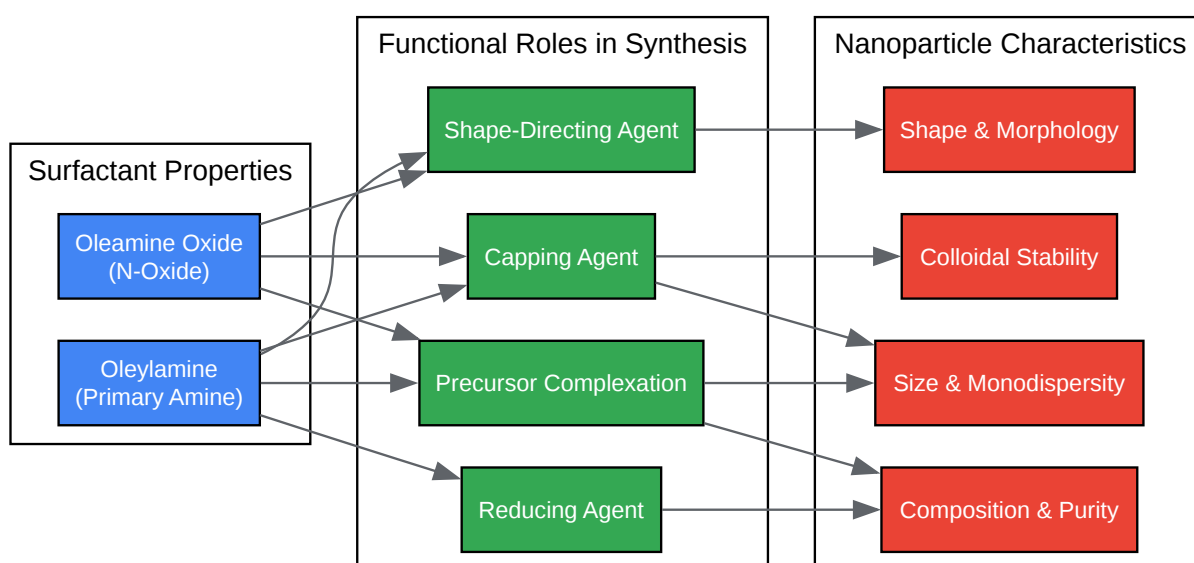 Surfactant Properties
Oleamine Oxide
(N-Oxide)
Oleylamine
(Primary Amine)
Functional Roles in Synthesis
Shape-Directing Agent
Capping Agent
Precursor Complexation
Reducing Agent
Nanoparticle Characteristics
Shape & Morphology
Colloidal Stability
Size & Monodispersity
Composition & Purity